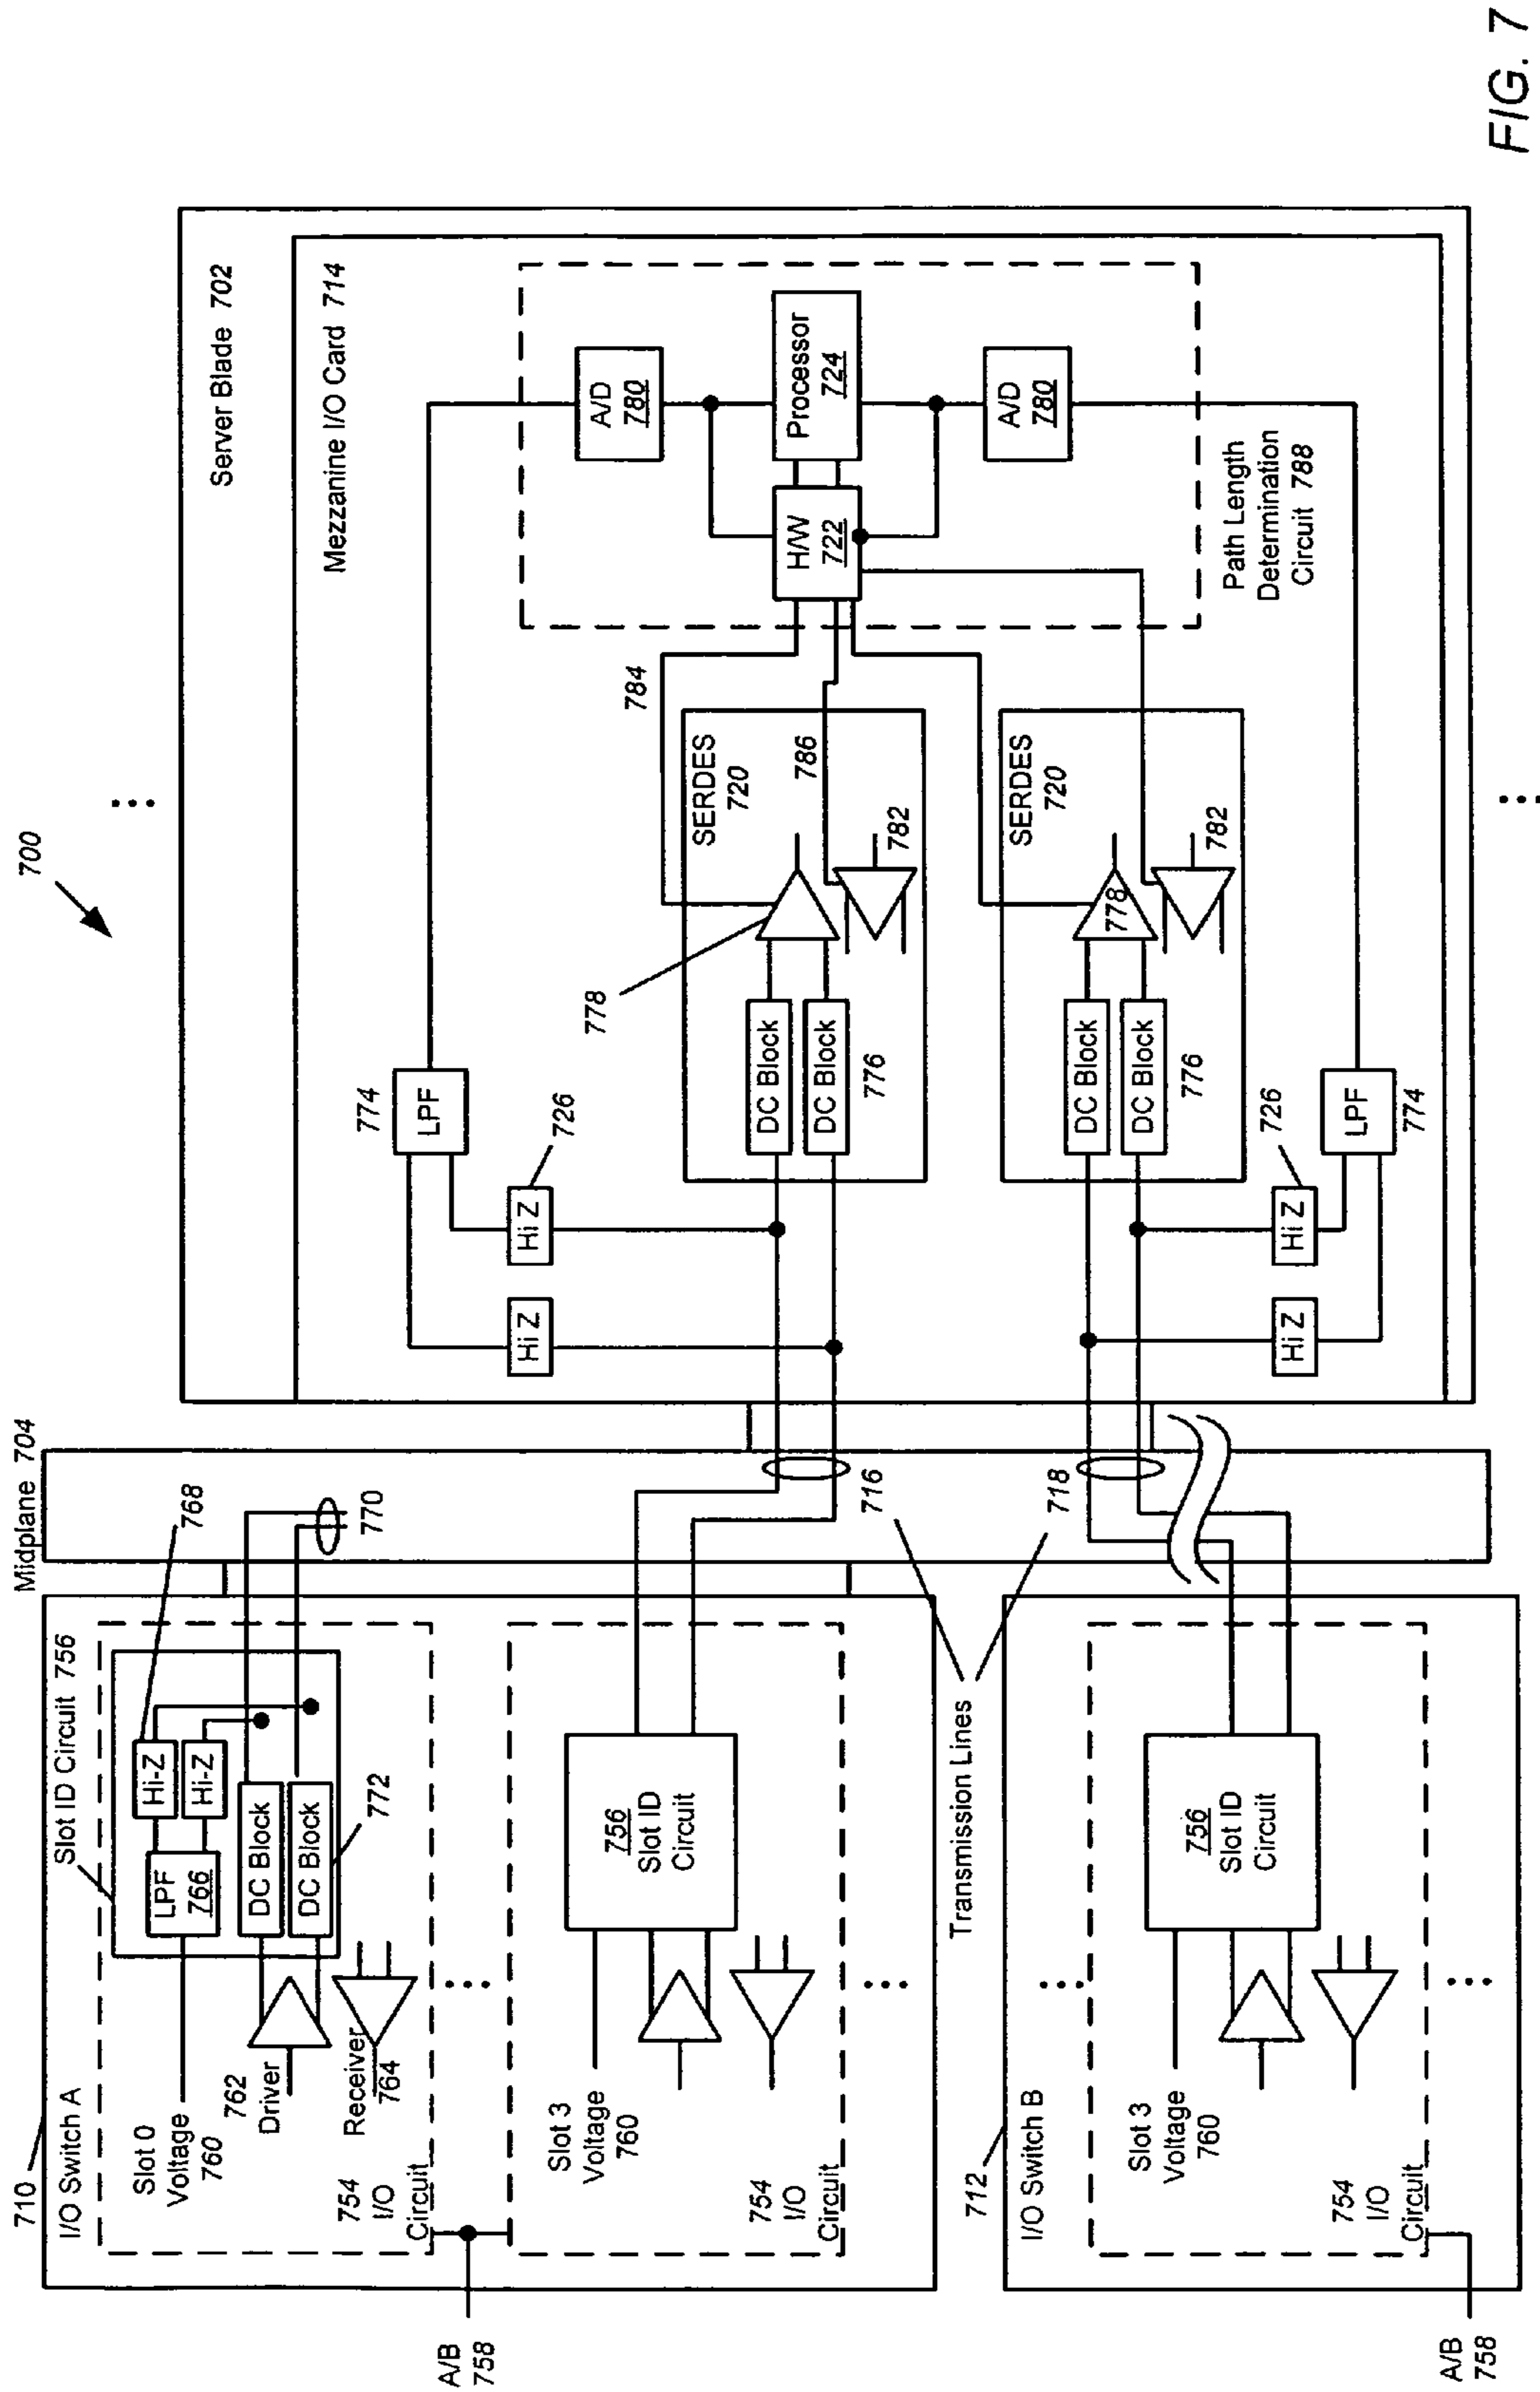 700
Midplane 704
Server Blade 702
Mezzanine I/O Card 714
710
I/O Switch A
Slot ID Circuit 756
Slot 0
Voltage
760
LPF
766
Hi-Z
Hi-Z
768
DC Block
DC Block
772
770
762
Driver
Receiver
764
754
I/O
Circuit
A/B
758
Slot 3
Voltage
760
756
Slot ID
Circuit
754
I/O
Circuit
Transmission Lines
716
718
712
I/O Switch B
Slot 3
Voltage
760
756
Slot ID
Circuit
754
I/O
Circuit
A/B
758
774
LPF
Hi Z
Hi Z
726
778
SERDES
720
DC Block
DC Block
776
782
784
786
SERDES
720
DC Block
DC Block
776
778
782
726
Hi Z
Hi Z
LPF
774
A/D
780
H/W
722
Processor
724
A/D
780
Path Length
Determination
Circuit 788
FIG. 7